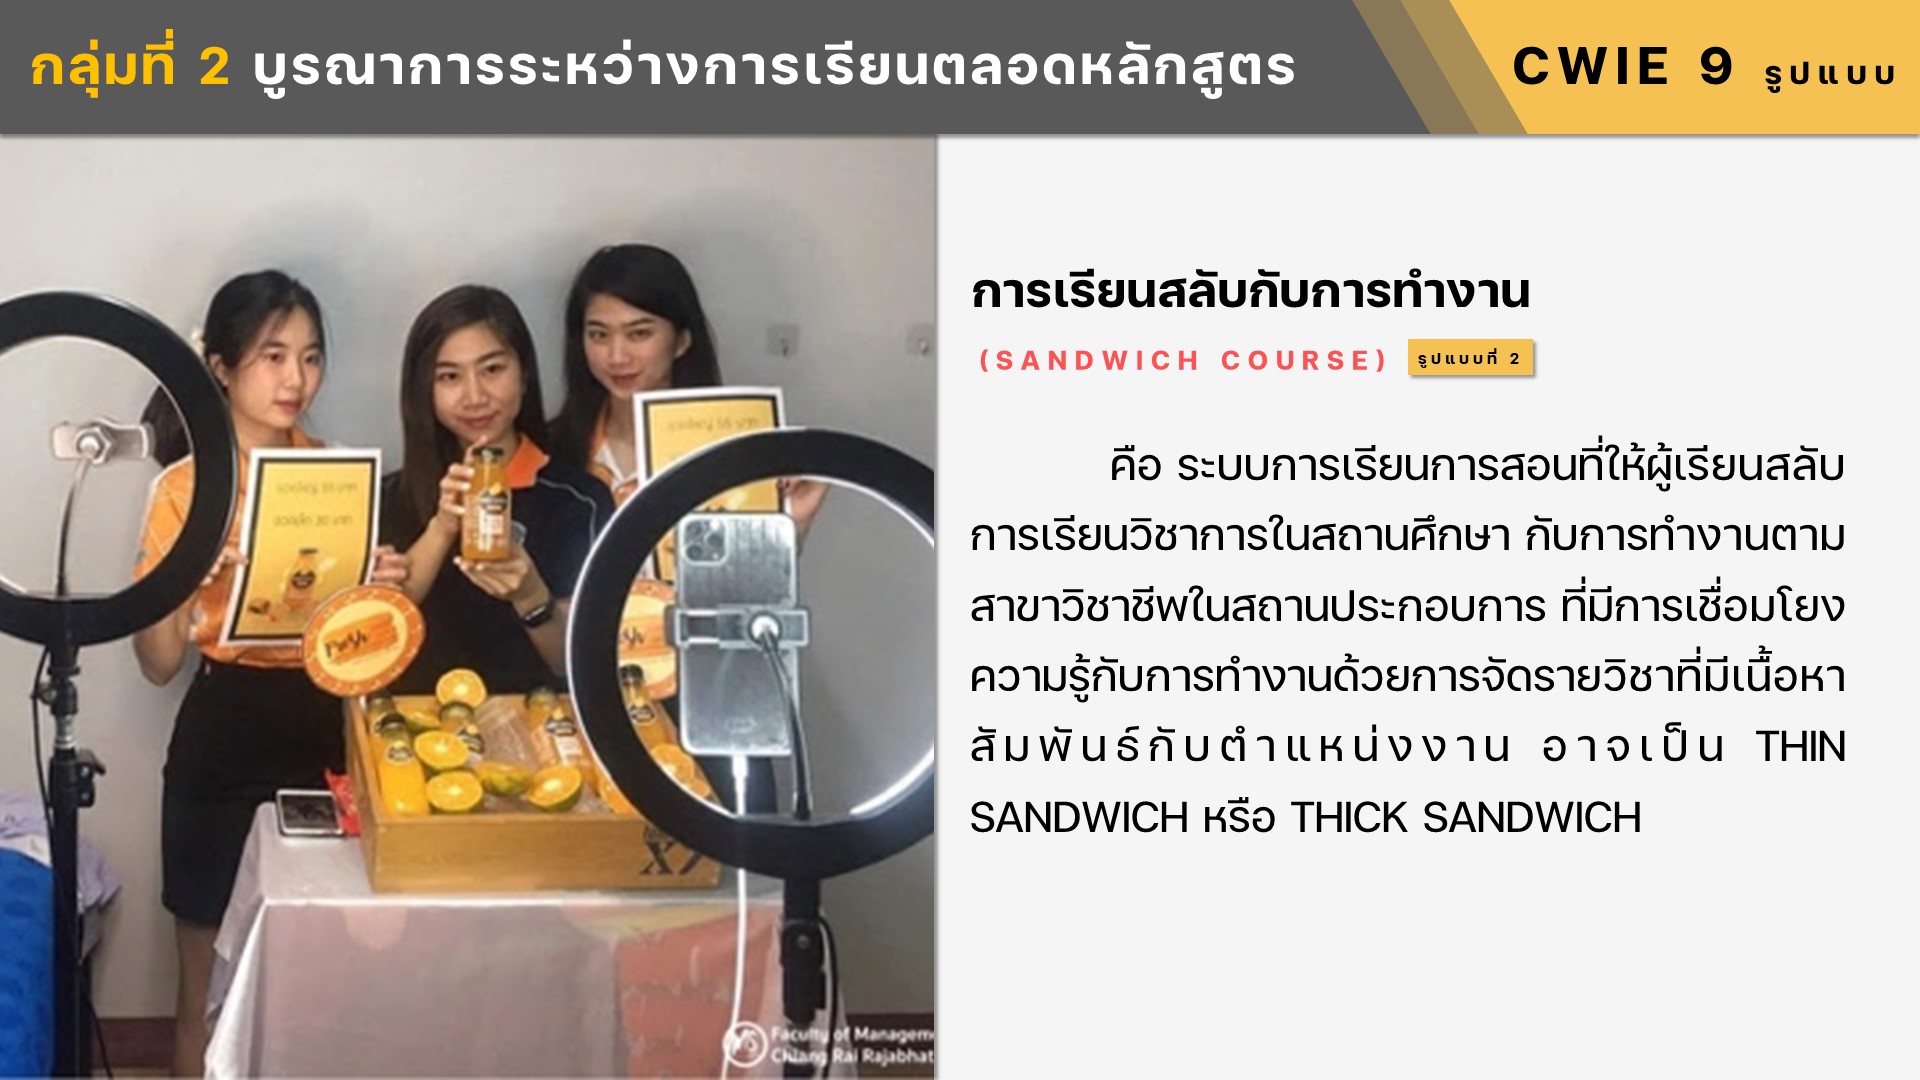 กลุ่มที่ 2 บูรณาการระหว่างการเรียนตลอดหลักสูตร
CWIE 9 รูปแบบ
การเรียนสลับกับการทำงาน
(SANDWICH COURSE) รูปแบบที่ 2
คือ ระบบการเรียนการสอนที่ให้ผู้เรียนสลับ
การเรียนวิชาการในสถานศึกษา กับการทำงานตาม
สาขาวิชาชีพในสถานประกอบการ ที่มีการเชื่อมโยง
ความรู้กับการทำงานด้วยการจัดรายวิชาที่มีเนื้อหา
สัมพันธ์กับตำแหน่งงาน อาจเป็น THIN
SANDWICH หรือ THICK SANDWICH
Fresh
Faculty of Managem
Chiang Rai Rajabhat